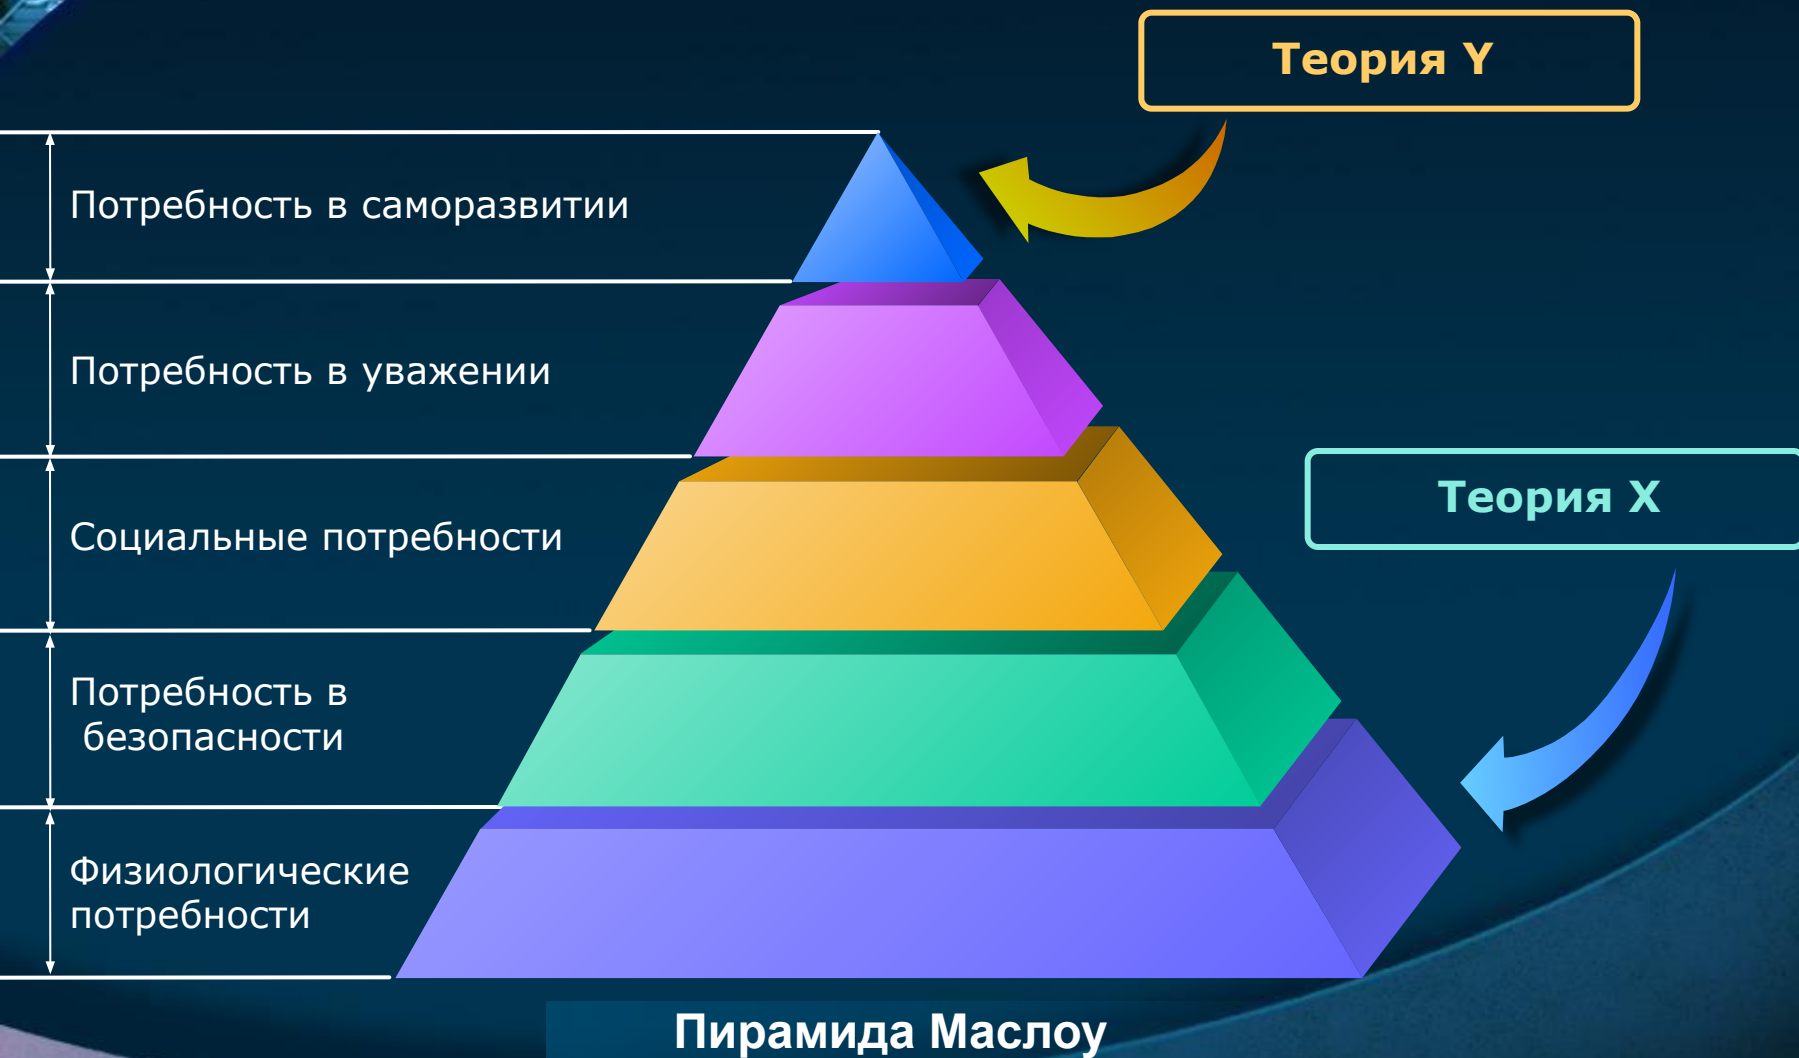 Теория Y
Потребность в саморазвитии
Потребность в уважении
Теория X
Социальные потребности
Потребность в
безопасности
Физиологические
потребности
Пирамида Маслоу